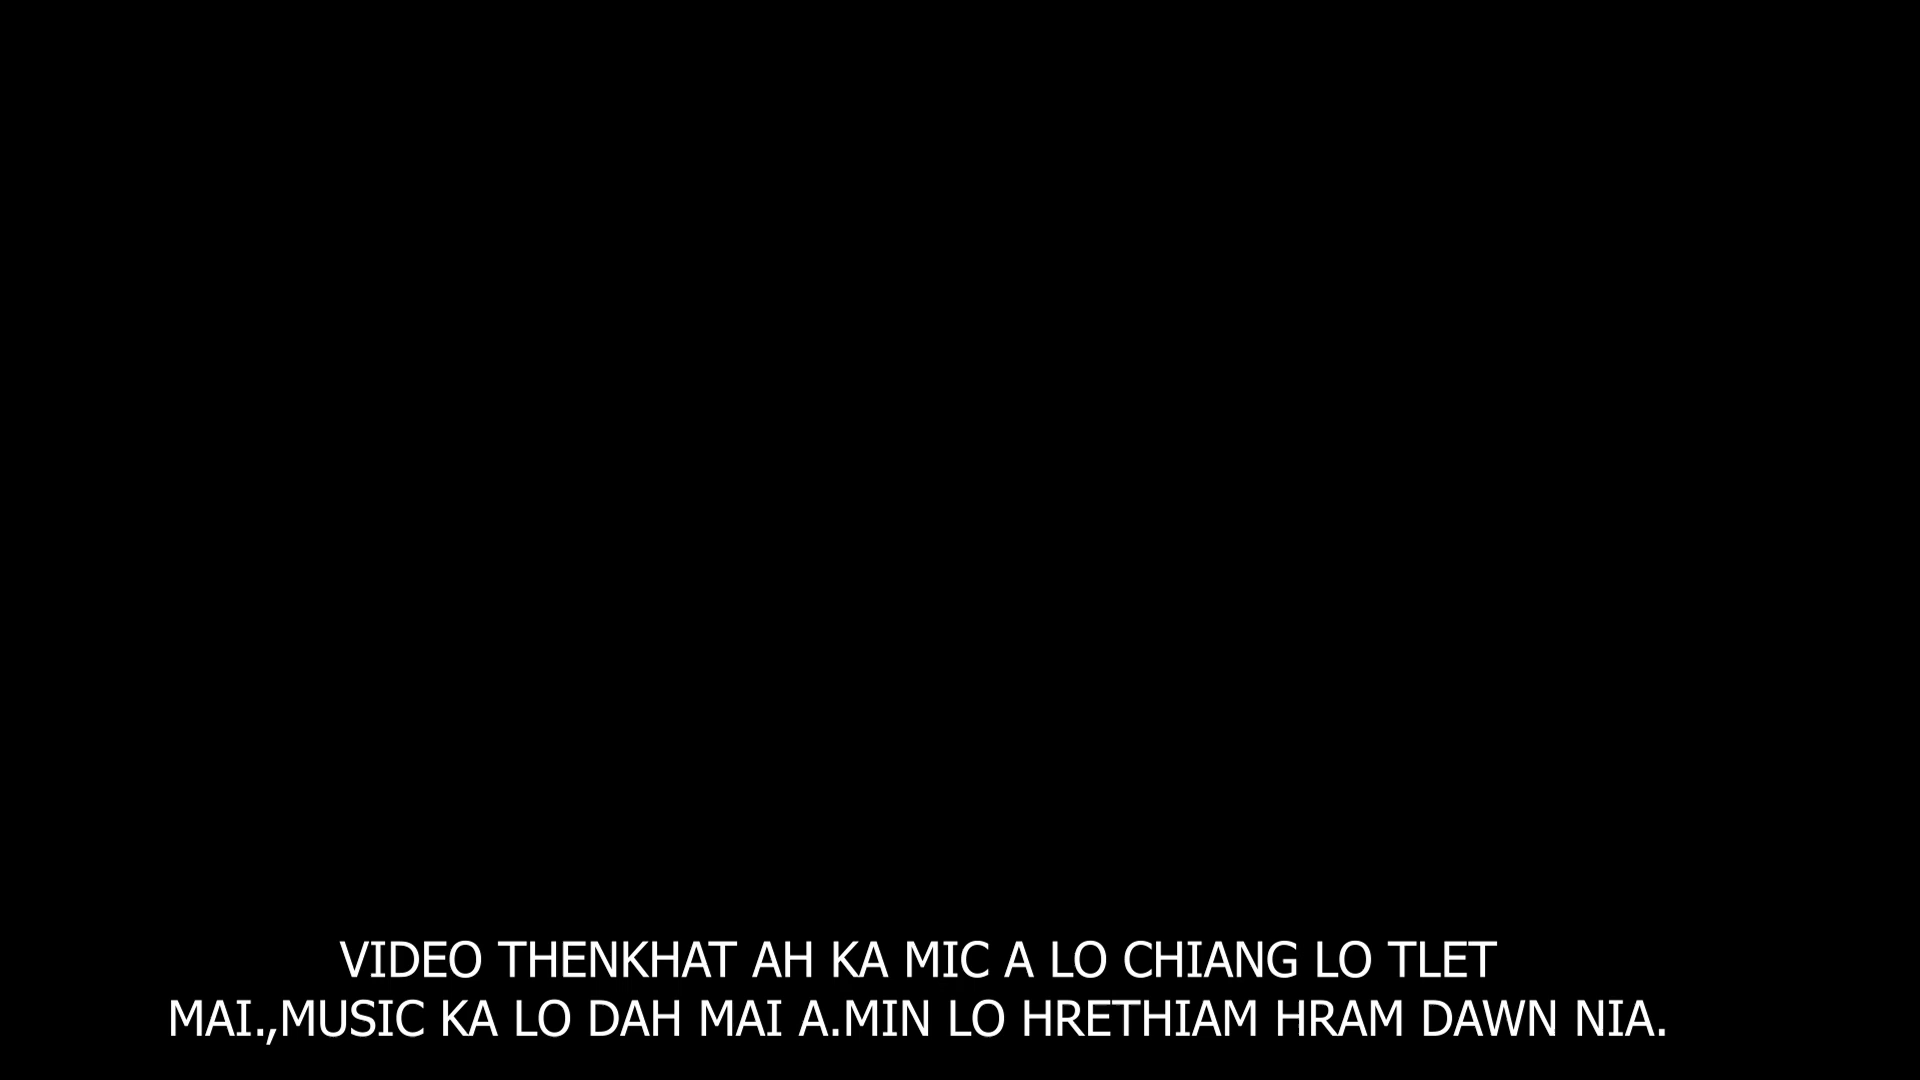 VIDEO THENKHAT AH KA MIC A LO CHIANG LO TLET
MAI.,MUSIC KA LO DAH MAI A.MIN LO HRETHIAM HRAM DAWN NIA.